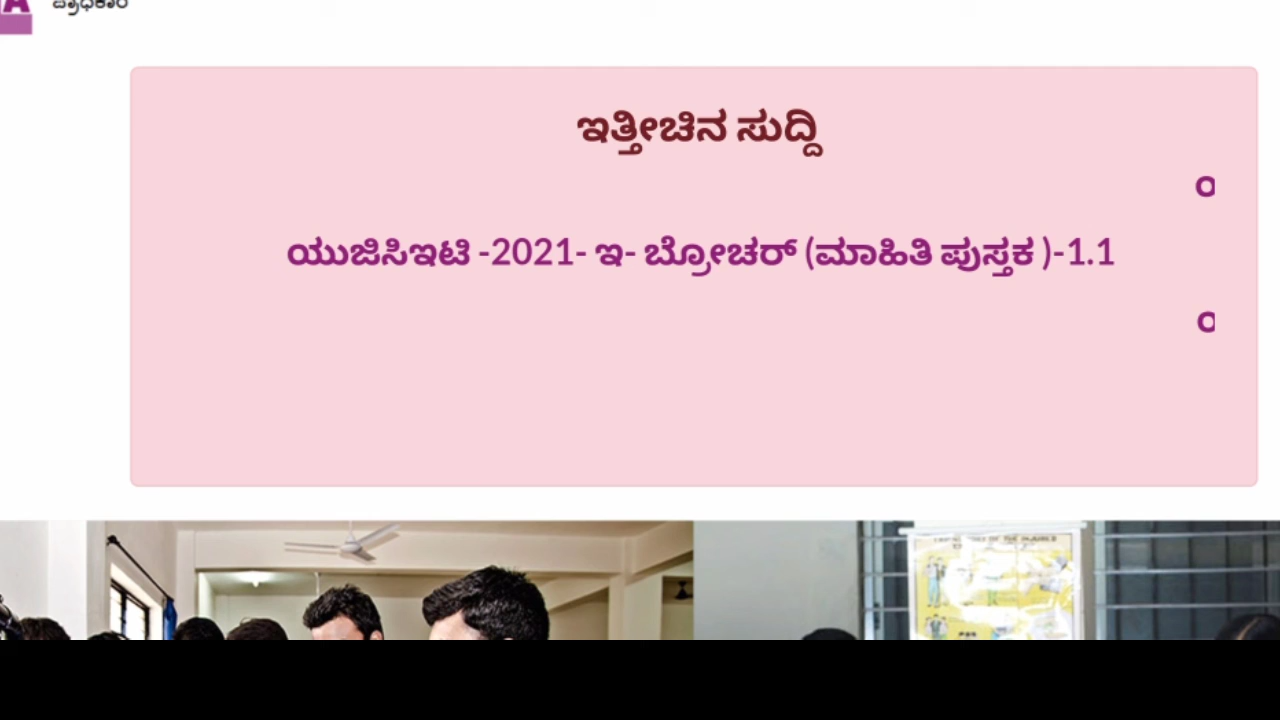 ಇತ್ತೀಚಿನ ಸುದ್ದಿ
ಯುಜಿಸಿಇಟಿ -2021- ಇ- ಬ್ರೋಚರ್ (ಮಾಹಿತಿ ಪುಸ್ತಕ )-1.1